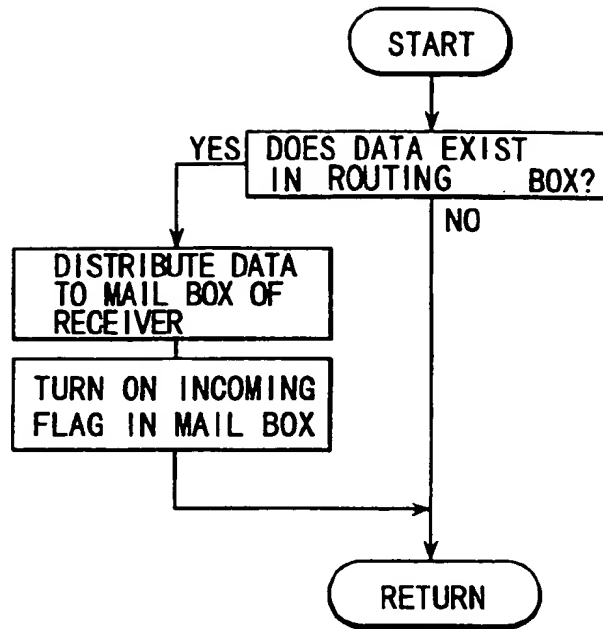 START
YES
DOES DATA EXIST
IN ROUTING BOX?
NO
DISTRIBUTE DATA
TO MAIL BOX OF
RECEIVER
TURN ON INCOMING
FLAG IN MAIL BOX
RETURN